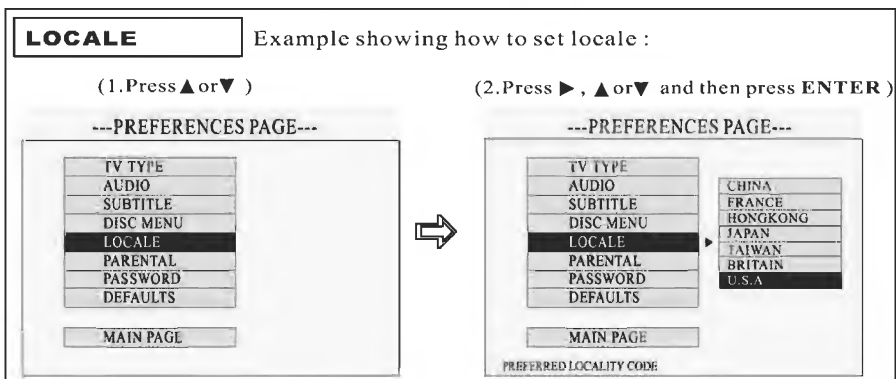 LOCALE Example showing how to set locale :
(1.Press▲or▼ )
(2.Press ▶ , ▲or▼ and then press ENTER )
---PREFERENCES PAGE---
TV TYPE
AUDIO
SUBTITLE
DISC MENU
LOCALE
PARENTAL
PASSWORD
DEFAULTS
MAIN PAGE
---PREFERENCES PAGE---
TV TYPE
AUDIO
SUBTITLE
DISC MENU
LOCALE
PARENTAL
PASSWORD
DEFAULTS
MAIN PAGE
CHINA
FRANCE
HONGKONG
JAPAN
TAIWAN
BRITAIN
U.S.A
PREFERRED LOCALITY CODE